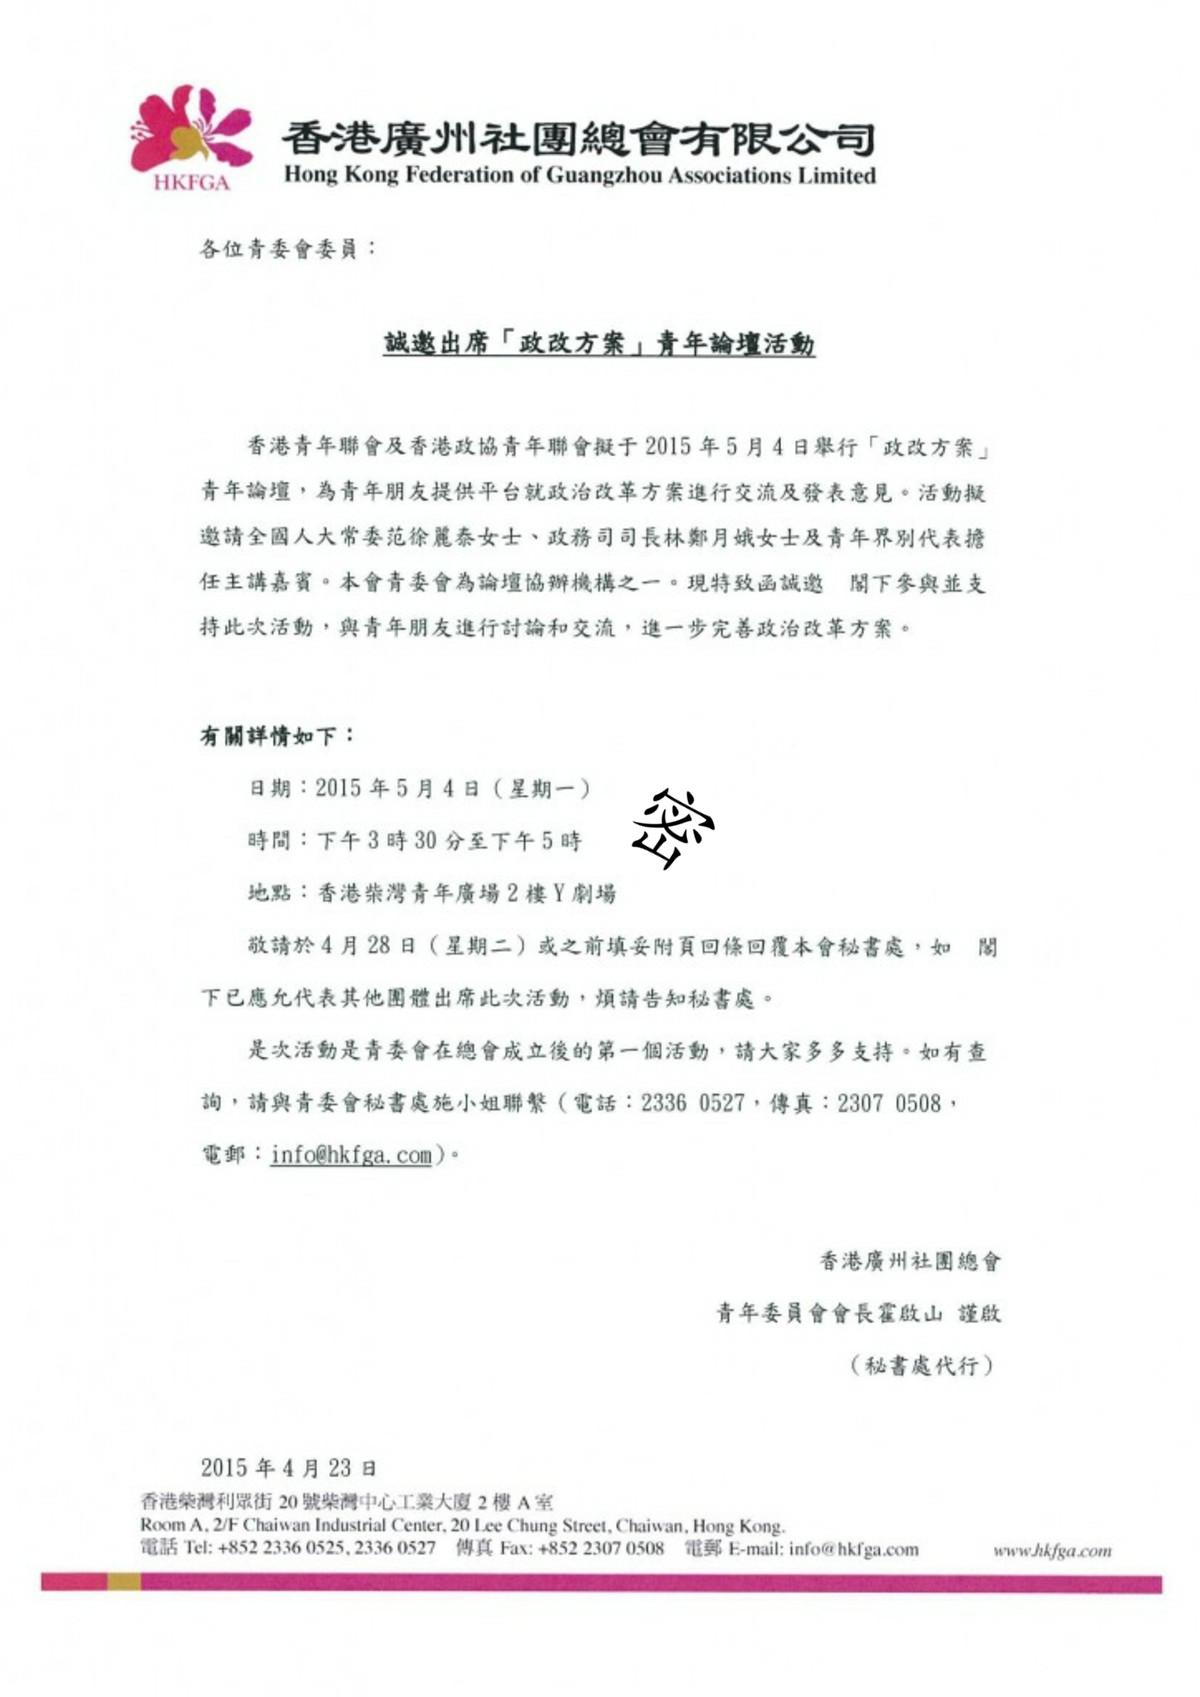 HKFGA
香港廣州社團總會有限公司
Hong Kong Federation of Guangzhou Associations Limited
各位青委會委員：
誠邀出席「政改方案」青年論壇活動
香港青年聯會及香港政協青年聯會擬于 2015 年 5 月 4 日舉行「政改方案」
青年論壇，為青年朋友提供平台就政治改革方案進行交流及發表意見。活動擬
邀請全國人大常委范徐麗泰女士、政務司司長林鄭月娥女士及青年界別代表擔
任主講嘉賓。本會青委會為論壇協辦機構之一。現特致函誠邀　閣下參與並支
持此次活動，與青年朋友進行討論和交流，進一步完善政治改革方案。
有關詳情如下：
日期：2015 年 5 月 4 日（星期一）
時間：下午 3 時 30 分至下午 5 時
密
地點：香港柴灣青年廣場 2 樓 Y 劇場
敬請於 4 月 28 日（星期二）或之前填妥附頁回條回覆本會秘書處，如　閣
下已應允代表其他團體出席此次活動，煩請告知秘書處。
是次活動是青委會在總會成立後的第一個活動，請大家多多支持。如有查
詢，請與青委會秘書處施小姐聯繫（電話：2336 0527，傳真：2307 0508，
電郵：info@hkfga.com）。
香港廣州社團總會
青年委員會會長霍啟山 謹啟
（秘書處代行）
2015 年 4 月 23 日
香港柴灣利眾街 20 號柴灣中心工業大廈 2 樓 A 室
Room A, 2/F Chaiwan Industrial Center, 20 Lee Chung Street, Chaiwan, Hong Kong.
電話 Tel: +852 2336 0525, 2336 0527　傳真 Fax: +852 2307 0508　電郵 E-mail: info@hkfga.com　www.hkfga.com